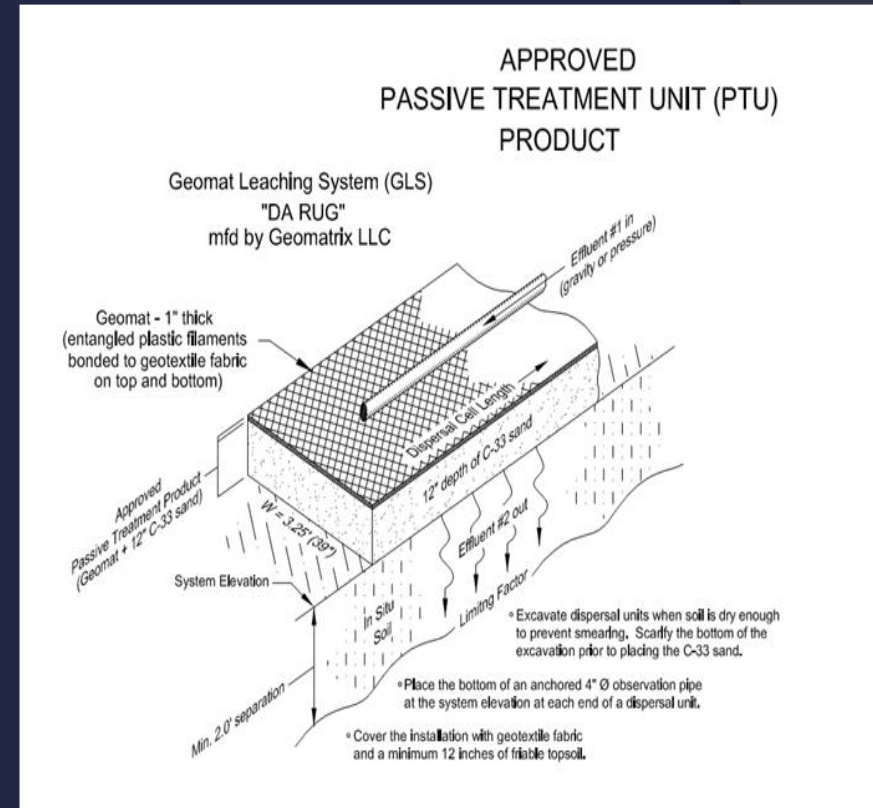 APPROVED
PASSIVE TREATMENT UNIT (PTU)
PRODUCT
Geomat Leaching System (GLS)
"DA RUG"
mfd by Geomatrix LLC
Effluent #1 in
(gravity or pressure)
Geomat - 1" thick
(entangled plastic filaments
bonded to geotextile fabric
on top and bottom)
Dispersal Cell Length
12" depth of C-33 sand
Approved
Passive Treatment Product
(Geomat + 12" C-33 sand)
W = 3.25' (39")
Effluent #2 out
System Elevation
In Situ
Soil
Limitng Factor
Min. 2.0' separation
° Excavate dispersal units when soil is dry enough
to prevent smearing. Scarify the bottom of the
excavation prior to placing the C-33 sand.
° Place the bottom of an anchored 4" Ø observation pipe
at the system elevation at each end of a dispersal unit.
° Cover the installation with geotextile fabric
and a minimum 12 inches of friable topsoil.